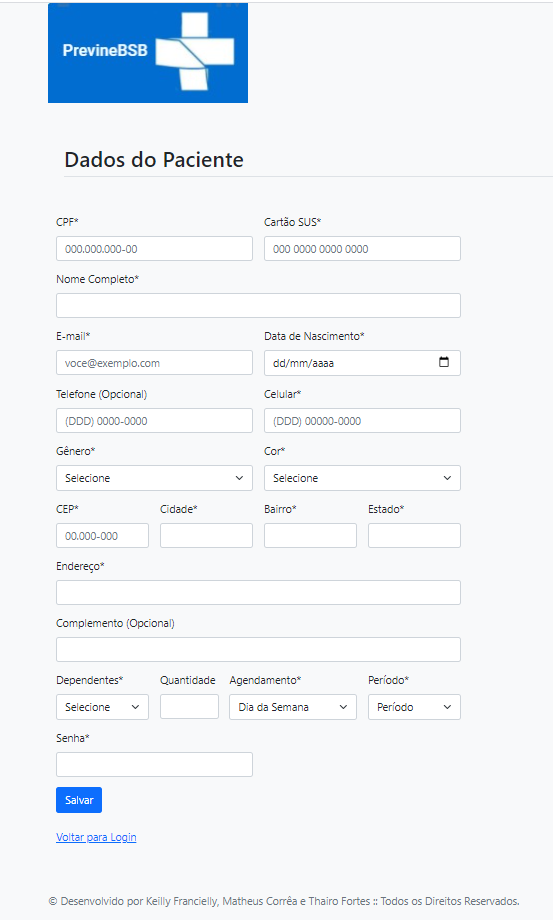 PrevineBSB
Dados do Paciente
CPF* Cartão SUS*
000.000.000-00 000 0000 0000 0000
Nome Completo*
E-mail* Data de Nascimento*
voce@exemplo.com dd/mm/aaaa
Telefone (Opcional) Celular*
(DDD) 0000-0000 (DDD) 00000-0000
Gênero* Cor*
Selecione Selecione
CEP* Cidade* Bairro* Estado*
00.000-000
Endereço*
Complemento (Opcional)
Dependentes* Quantidade Agendamento* Período*
Selecione Dia da Semana Período
Senha*
Salvar
Voltar para Login
© Desenvolvido por Keilly Francielly, Matheus Corrêa e Thairo Fortes :: Todos os Direitos Reservados.